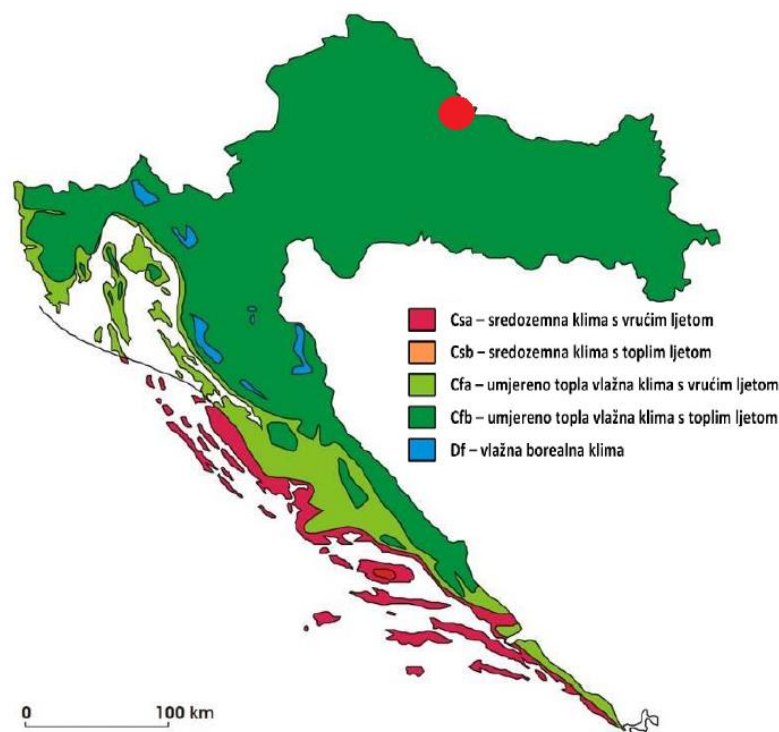 Csa – sredozemna klima s vrućim ljetom
Csb – sredozemna klima s toplim ljetom
Cfa – umjereno topla vlažna klima s vrućim ljetom
Cfb – umjereno topla vlažna klima s toplim ljetom
Df – vlažna borealna klima
0 100 km